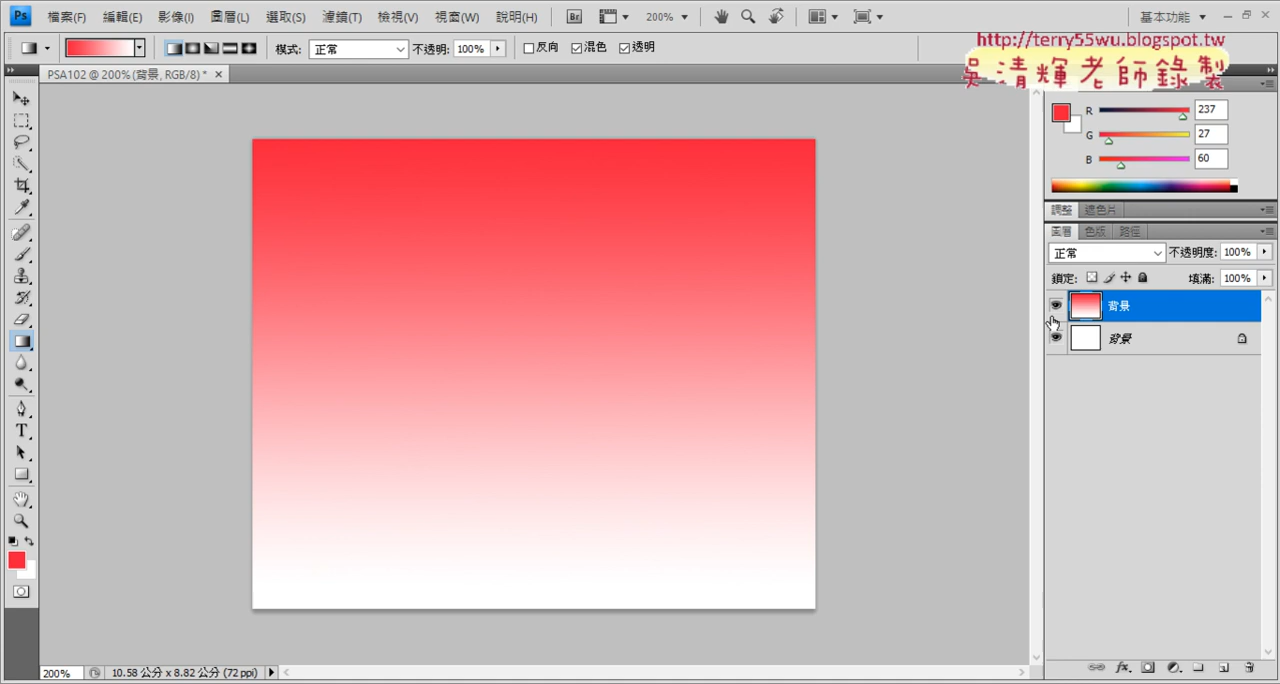 Ps 檔案(F) 編輯(E) 影像(I) 圖層(L) 選取(S) 濾鏡(T) 檢視(V) 視窗(W) 說明(H) Br 200% 基本功能
http://terry55wu.blogspot.tw
吳清輝老師錄製
模式: 正常 不透明: 100% 反向 混色 透明
PSA102 @ 200% (背景, RGB/8) *
R 237
G 27
B 60
調整 遮色片
圖層 色版 路徑
正常 不透明度: 100%
鎖定: 填滿: 100%
背景
背景
T
200% 10.58 公分 x 8.82 公分 (72 ppi)
fx